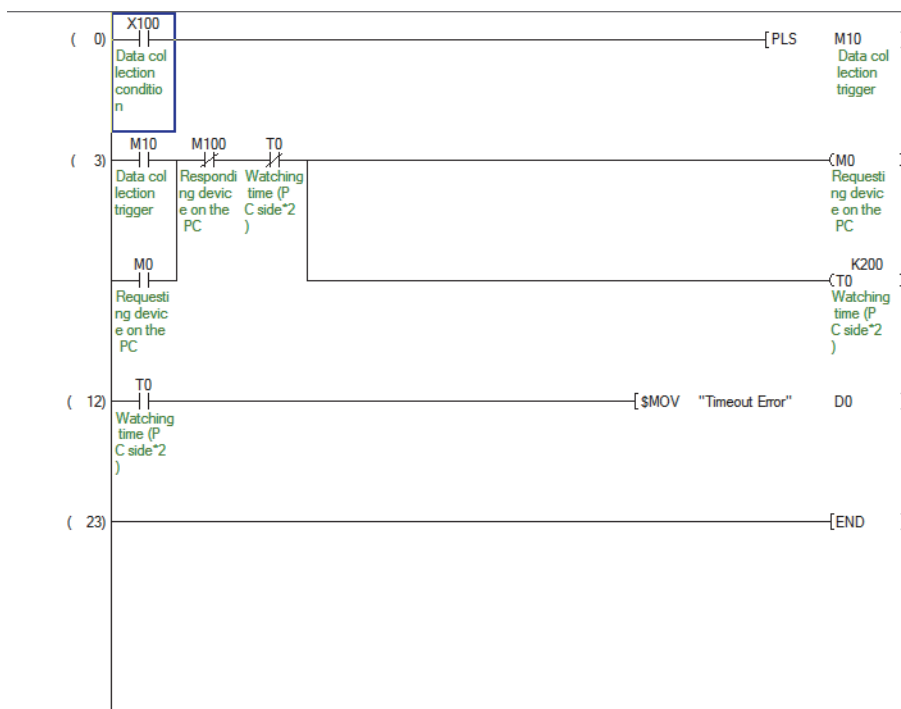 X100
( 0) [PLS M10
Data col Data col
lection lection
conditio trigger
n
M10 M100 T0
( 3) (M0
Data col Respondi Watching Requesti
lection ng devic time (P ng devic
trigger e on the C side*2 e on the
PC ) PC
M0 K200
(T0
Requesti Watching
ng devic time (P
e on the C side*2
PC )
T0
( 12) [$MOV "Timeout Error" D0
Watching
time (P
C side*2
)
( 23) [END